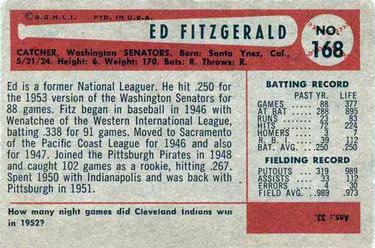 © B.G.N.L.I. PTD. IN U.S.A.
ED FITZGERALD
NO.
168
CATCHER, Washington SENATORS. Born: Santa Ynez, Cal.,
5/21/24. Height: 6. Weight: 170. Bats: R. Throws: R.
Ed is a former National Leaguer. He hit .250 for
the 1953 version of the Washington Senators for
88 games. Fitz began in baseball in 1946 with
Wenatchee of the Western International League,
batting .338 for 91 games. Moved to Sacramento
of the Pacific Coast League for 1946 and also
for 1947. Joined the Pittsburgh Pirates in 1948
and caught 102 games as a rookie, hitting .267.
Spent 1950 with Indianapolis and was back with
Pittsburgh in 1951.
BATTING RECORD
PAST YR. LIFE
GAMES 88 377
AT BAT 288 895
RUNS 23 83
HITS 72 224
HOMERS 3 7
R. B. I. 39 12
BAT. AVG. .250 .250
FIELDING RECORD
PUTOUTS 319 989
ASSISTS 33 112
ERRORS 4 30
FIELD AVG. .989 .973
How many night games did Cleveland Indians win
in 1952?
Ans.: 33.